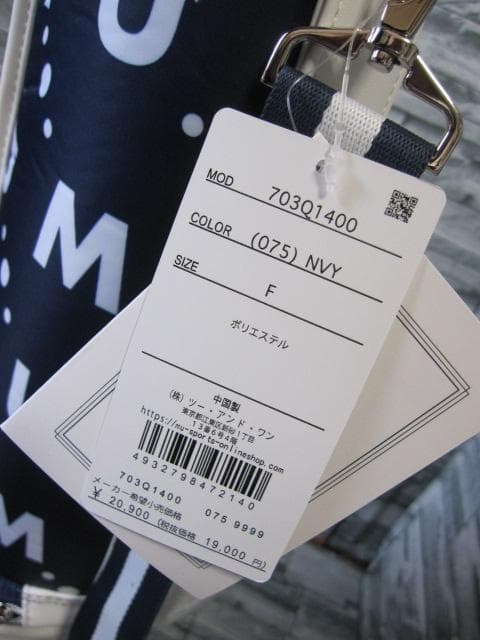 U
M
U
M
MOD 703Q1400
COLOR (075) NVY
SIZE F
ポリエステル
中国製
(株) ツー・アンド・ワン
東京都江東区新砂1丁目
13番6号4階
https://mu-sports-onlineshop.com
4932798472140
703Q1400 075 9999
メーカー希望小売価格
¥ 20,900 (税抜価格 19,000 円)